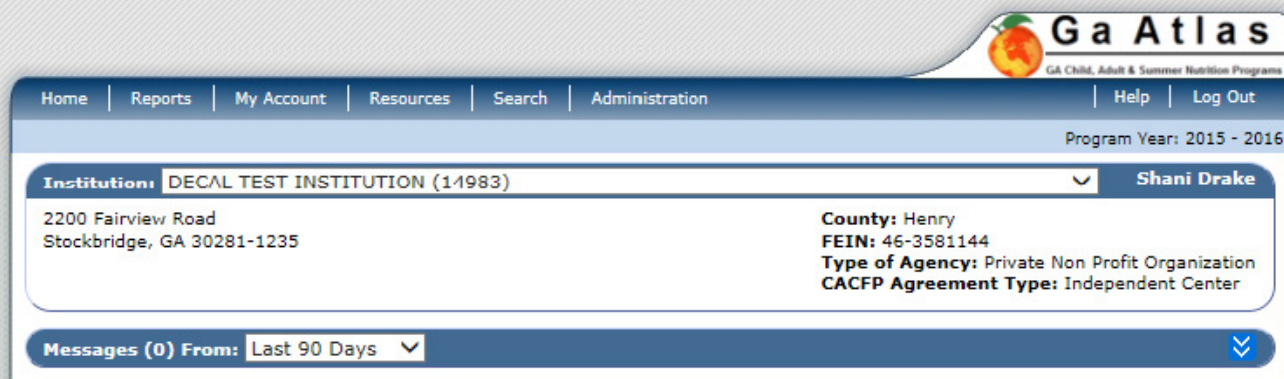 Ga Atlas
GA Child, Adult & Summer Nutrition Programs
Home | Reports | My Account | Resources | Search | Administration | Help | Log Out
Program Year: 2015 - 2016
Institution: DECAL TEST INSTITUTION (14983) Shani Drake
2200 Fairview Road
Stockbridge, GA 30281-1235
County: Henry
FEIN: 46-3581144
Type of Agency: Private Non Profit Organization
CACFP Agreement Type: Independent Center
Messages (0) From: Last 90 Days